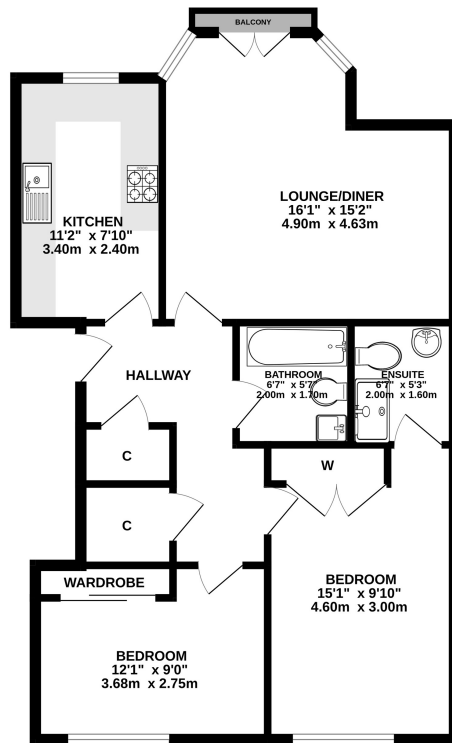 BALCONY
LOUNGE/DINER
16'1" x 15'2"
4.90m x 4.63m
KITCHEN
11'2" x 7'10"
3.40m x 2.40m
HALLWAY
BATHROOM
6'7" x 5'7"
2.00m x 1.70m
ENSUITE
6'7" x 5'3"
2.00m x 1.60m
C
W
C
WARDROBE
BEDROOM
15'1" x 9'10"
4.60m x 3.00m
BEDROOM
12'1" x 9'0"
3.68m x 2.75m